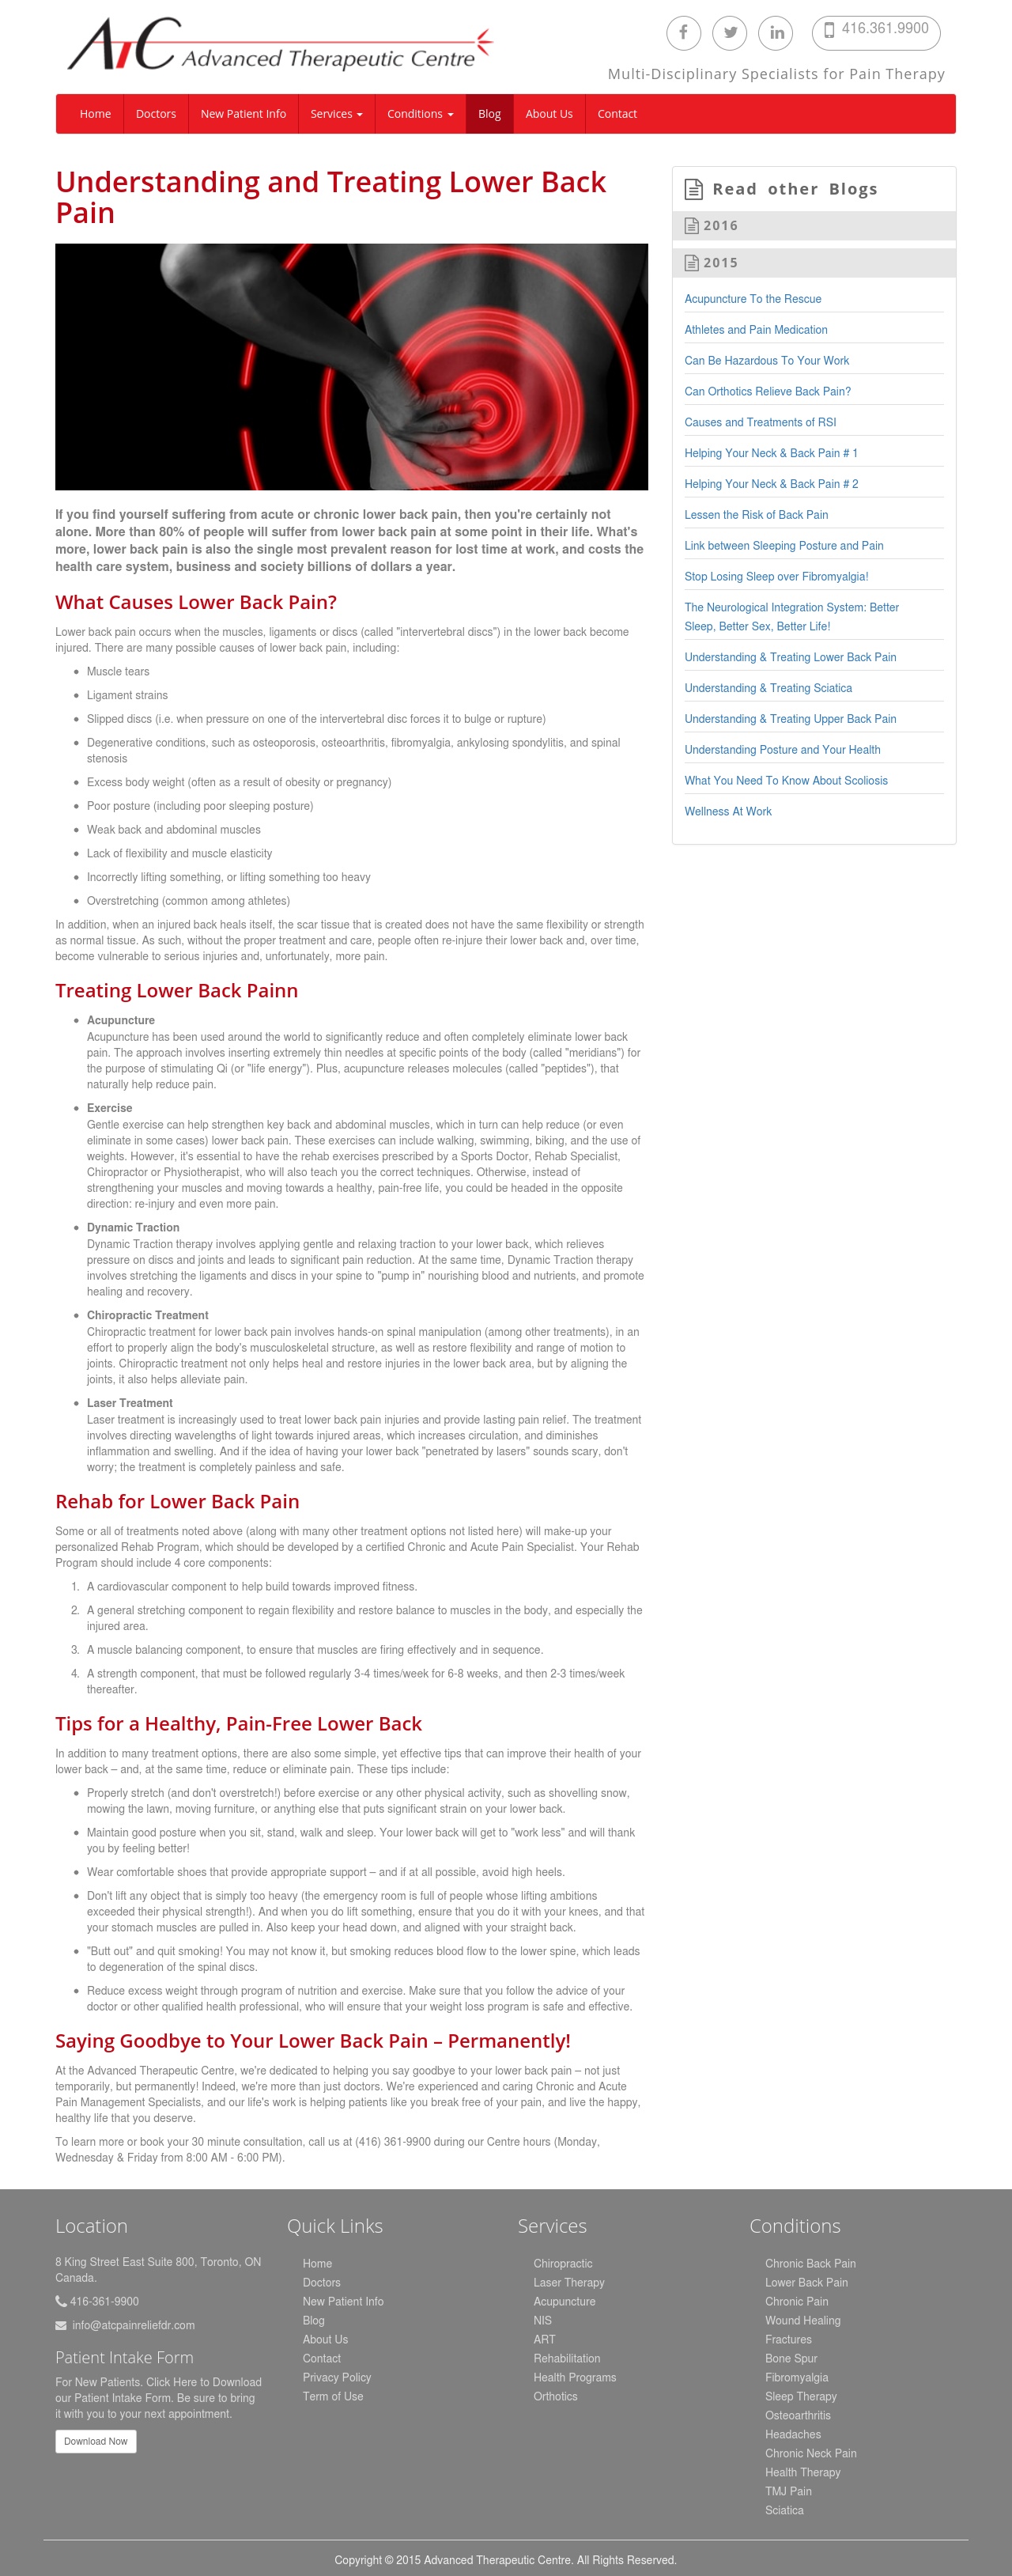 ATC Advanced Therapeutic Centre
416.361.9900
Multi-Disciplinary Specialists for Pain Therapy
Home Doctors New Patient Info Services Conditions Blog About Us Contact
Understanding and Treating Lower Back
Pain
If you find yourself suffering from acute or chronic lower back pain, then you're certainly not
alone. More than 80% of people will suffer from lower back pain at some point in their life. What's
more, lower back pain is also the single most prevalent reason for lost time at work, and costs the
health care system, business and society billions of dollars a year.
What Causes Lower Back Pain?
Lower back pain occurs when the muscles, ligaments or discs (called "intervertebral discs") in the lower back become
injured. There are many possible causes of lower back pain, including:
Muscle tears
Ligament strains
Slipped discs (i.e. when pressure on one of the intervertebral disc forces it to bulge or rupture)
Degenerative conditions, such as osteoporosis, osteoarthritis, fibromyalgia, ankylosing spondylitis, and spinal
stenosis
Excess body weight (often as a result of obesity or pregnancy)
Poor posture (including poor sleeping posture)
Weak back and abdominal muscles
Lack of flexibility and muscle elasticity
Incorrectly lifting something, or lifting something too heavy
Overstretching (common among athletes)
In addition, when an injured back heals itself, the scar tissue that is created does not have the same flexibility or strength
as normal tissue. As such, without the proper treatment and care, people often re-injure their lower back and, over time,
become vulnerable to serious injuries and, unfortunately, more pain.
Treating Lower Back Painn
Acupuncture
Acupuncture has been used around the world to significantly reduce and often completely eliminate lower back
pain. The approach involves inserting extremely thin needles at specific points of the body (called "meridians") for
the purpose of stimulating Qi (or "life energy"). Plus, acupuncture releases molecules (called "peptides"), that
naturally help reduce pain.
Exercise
Gentle exercise can help strengthen key back and abdominal muscles, which in turn can help reduce (or even
eliminate in some cases) lower back pain. These exercises can include walking, swimming, biking, and the use of
weights. However, it's essential to have the rehab exercises prescribed by a Sports Doctor, Rehab Specialist,
Chiropractor or Physiotherapist, who will also teach you the correct techniques. Otherwise, instead of
strengthening your muscles and moving towards a healthy, pain-free life, you could be headed in the opposite
direction: re-injury and even more pain.
Dynamic Traction
Dynamic Traction therapy involves applying gentle and relaxing traction to your lower back, which relieves
pressure on discs and joints and leads to significant pain reduction. At the same time, Dynamic Traction therapy
involves stretching the ligaments and discs in your spine to "pump in" nourishing blood and nutrients, and promote
healing and recovery.
Chiropractic Treatment
Chiropractic treatment for lower back pain involves hands-on spinal manipulation (among other treatments), in an
effort to properly align the body's musculoskeletal structure, as well as restore flexibility and range of motion to
joints. Chiropractic treatment not only helps heal and restore injuries in the lower back area, but by aligning the
joints, it also helps alleviate pain.
Laser Treatment
Laser treatment is increasingly used to treat lower back pain injuries and provide lasting pain relief. The treatment
involves directing wavelengths of light towards injured areas, which increases circulation, and diminishes
inflammation and swelling. And if the idea of having your lower back "penetrated by lasers" sounds scary, don't
worry; the treatment is completely painless and safe.
Rehab for Lower Back Pain
Some or all of treatments noted above (along with many other treatment options not listed here) will make-up your
personalized Rehab Program, which should be developed by a certified Chronic and Acute Pain Specialist. Your Rehab
Program should include 4 core components:
1. A cardiovascular component to help build towards improved fitness.
2. A general stretching component to regain flexibility and restore balance to muscles in the body, and especially the
injured area.
3. A muscle balancing component, to ensure that muscles are firing effectively and in sequence.
4. A strength component, that must be followed regularly 3-4 times/week for 6-8 weeks, and then 2-3 times/week
thereafter.
Tips for a Healthy, Pain-Free Lower Back
In addition to many treatment options, there are also some simple, yet effective tips that can improve their health of your
lower back – and, at the same time, reduce or eliminate pain. These tips include:
Properly stretch (and don't overstretch!) before exercise or any other physical activity, such as shovelling snow,
mowing the lawn, moving furniture, or anything else that puts significant strain on your lower back.
Maintain good posture when you sit, stand, walk and sleep. Your lower back will get to "work less" and will thank
you by feeling better!
Wear comfortable shoes that provide appropriate support – and if at all possible, avoid high heels.
Don't lift any object that is simply too heavy (the emergency room is full of people whose lifting ambitions
exceeded their physical strength!). And when you do lift something, ensure that you do it with your knees, and that
your stomach muscles are pulled in. Also keep your head down, and aligned with your straight back.
"Butt out" and quit smoking! You may not know it, but smoking reduces blood flow to the lower spine, which leads
to degeneration of the spinal discs.
Reduce excess weight through program of nutrition and exercise. Make sure that you follow the advice of your
doctor or other qualified health professional, who will ensure that your weight loss program is safe and effective.
Saying Goodbye to Your Lower Back Pain – Permanently!
At the Advanced Therapeutic Centre, we're dedicated to helping you say goodbye to your lower back pain – not just
temporarily, but permanently! Indeed, we're more than just doctors. We're experienced and caring Chronic and Acute
Pain Management Specialists, and our life's work is helping patients like you break free of your pain, and live the happy,
healthy life that you deserve.
To learn more or book your 30 minute consultation, call us at (416) 361-9900 during our Centre hours (Monday,
Wednesday & Friday from 8:00 AM - 6:00 PM).
Read other Blogs
2016
2015
Acupuncture To the Rescue
Athletes and Pain Medication
Can Be Hazardous To Your Work
Can Orthotics Relieve Back Pain?
Causes and Treatments of RSI
Helping Your Neck & Back Pain # 1
Helping Your Neck & Back Pain # 2
Lessen the Risk of Back Pain
Link between Sleeping Posture and Pain
Stop Losing Sleep over Fibromyalgia!
The Neurological Integration System: Better
Sleep, Better Sex, Better Life!
Understanding & Treating Lower Back Pain
Understanding & Treating Sciatica
Understanding & Treating Upper Back Pain
Understanding Posture and Your Health
What You Need To Know About Scoliosis
Wellness At Work
Location
8 King Street East Suite 800, Toronto, ON
Canada.
416-361-9900
info@atcpainreliefdr.com
Patient Intake Form
For New Patients. Click Here to Download
our Patient Intake Form. Be sure to bring
it with you to your next appointment.
Download Now
Quick Links
Home
Doctors
New Patient Info
Blog
About Us
Contact
Privacy Policy
Term of Use
Services
Chiropractic
Laser Therapy
Acupuncture
NIS
ART
Rehabilitation
Health Programs
Orthotics
Conditions
Chronic Back Pain
Lower Back Pain
Chronic Pain
Wound Healing
Fractures
Bone Spur
Fibromyalgia
Sleep Therapy
Osteoarthritis
Headaches
Chronic Neck Pain
Health Therapy
TMJ Pain
Sciatica
Copyright © 2015 Advanced Therapeutic Centre. All Rights Reserved.